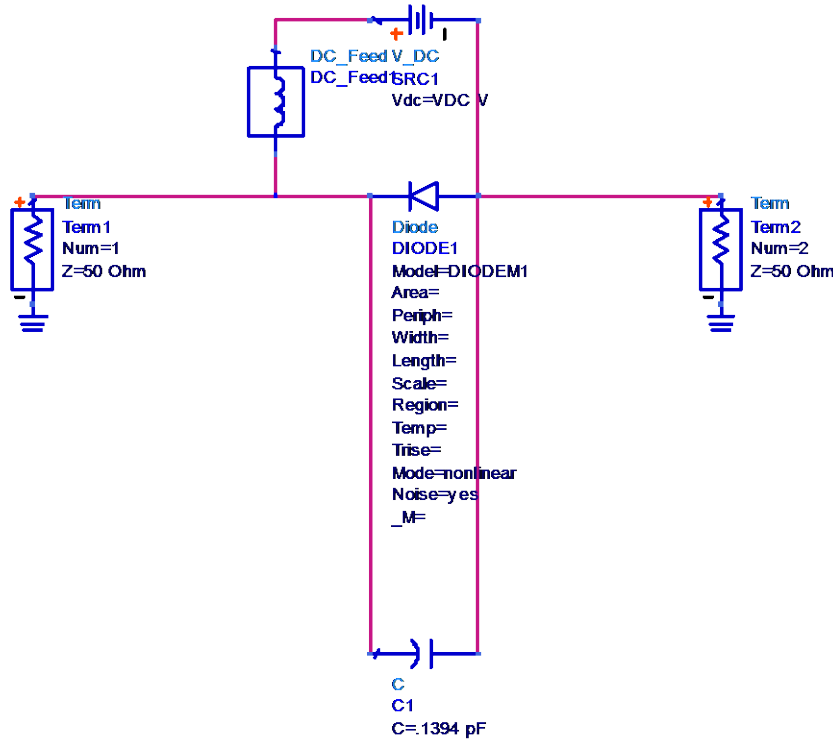 DC_Feed
DC_Feed1
V_DC
SRC1
Vdc=VDC V
+
+
Term
Term1
Num=1
Z=50 Ohm
-
Diode
DIODE1
Model=DIODEM1
Area=
Periph=
Width=
Length=
Scale=
Region=
Temp=
Trise=
Mode=nonlinear
Noise=yes
_M=
+
Term
Term2
Num=2
Z=50 Ohm
-
C
C1
C=.1394 pF